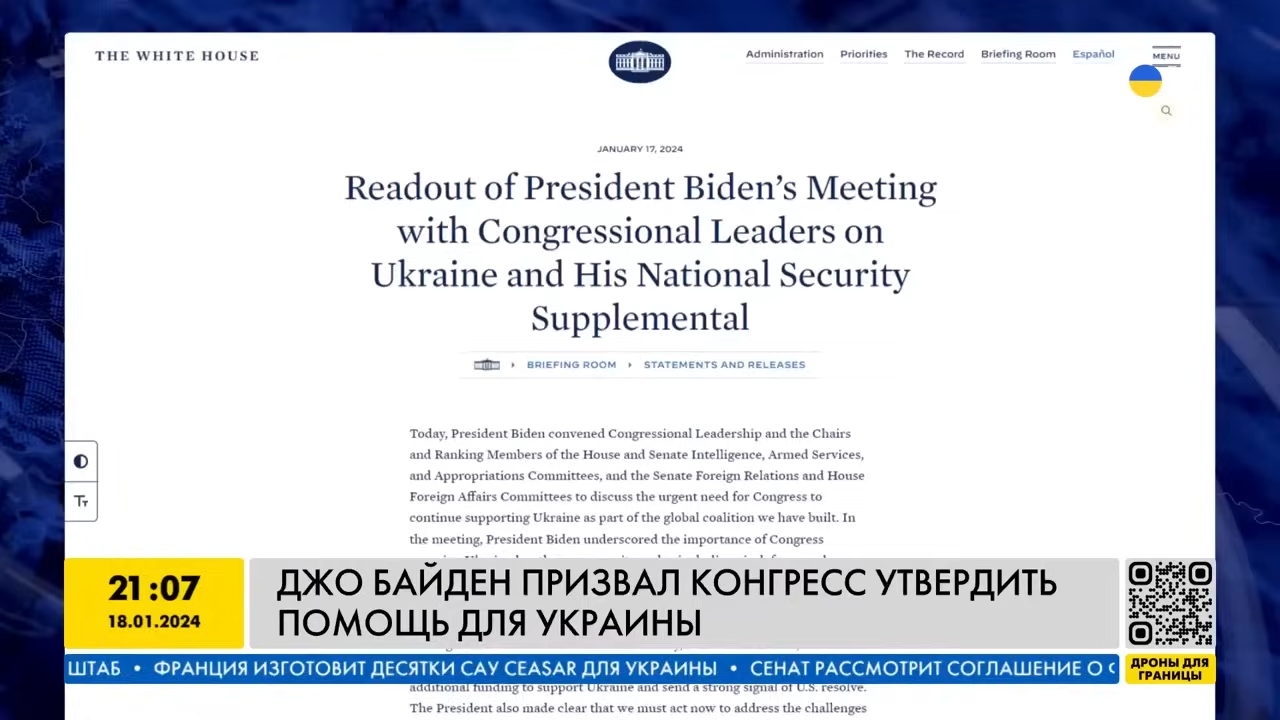 THE WHITE HOUSE
Administration
Priorities
The Record
Briefing Room
Español
MENU
JANUARY 17, 2024
Readout of President Biden’s Meeting
with Congressional Leaders on
Ukraine and His National Security
Supplemental
BRIEFING ROOM
STATEMENTS AND RELEASES
Today, President Biden convened Congressional Leadership and the Chairs
and Ranking Members of the House and Senate Intelligence, Armed Services,
and Appropriations Committees, and the Senate Foreign Relations and House
Foreign Affairs Committees to discuss the urgent need for Congress to
continue supporting Ukraine as part of the global coalition we have built. In
the meeting, President Biden underscored the importance of Congress
Tт
21:07
18.01.2024
ДЖО БАЙДЕН ПРИЗВАЛ КОНГРЕСС УТВЕРДИТЬ
ПОМОЩЬ ДЛЯ УКРАИНЫ
ШТАБ • ФРАНЦИЯ ИЗГОТОВИТ ДЕСЯТКИ САУ CEASAR ДЛЯ УКРАИНЫ • СЕНАТ РАССМОТРИТ СОГЛАШЕНИЕ О
ДРОНЫ ДЛЯ
ГРАНИЦЫ
additional funding to support Ukraine and send a strong signal of U.S. resolve.
The President also made clear that we must act now to address the challenges